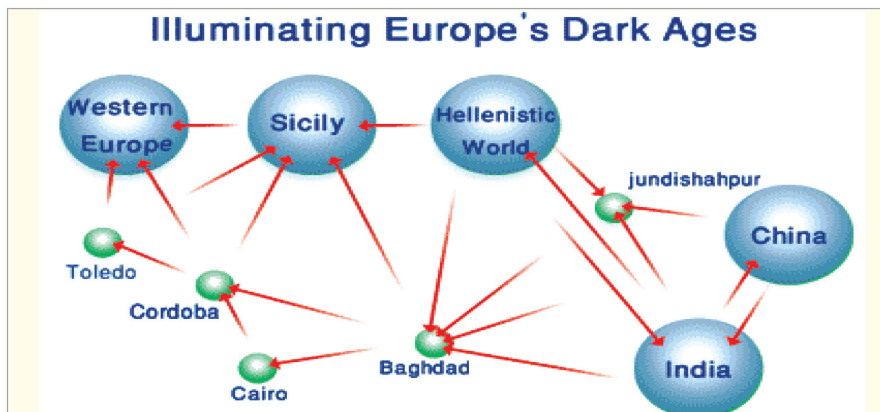 Illuminating Europe's Dark Ages
Western
Europe
Sicily
Hellenistic
World
jundishahpur
China
Toledo
Cordoba
Cairo
Baghdad
India